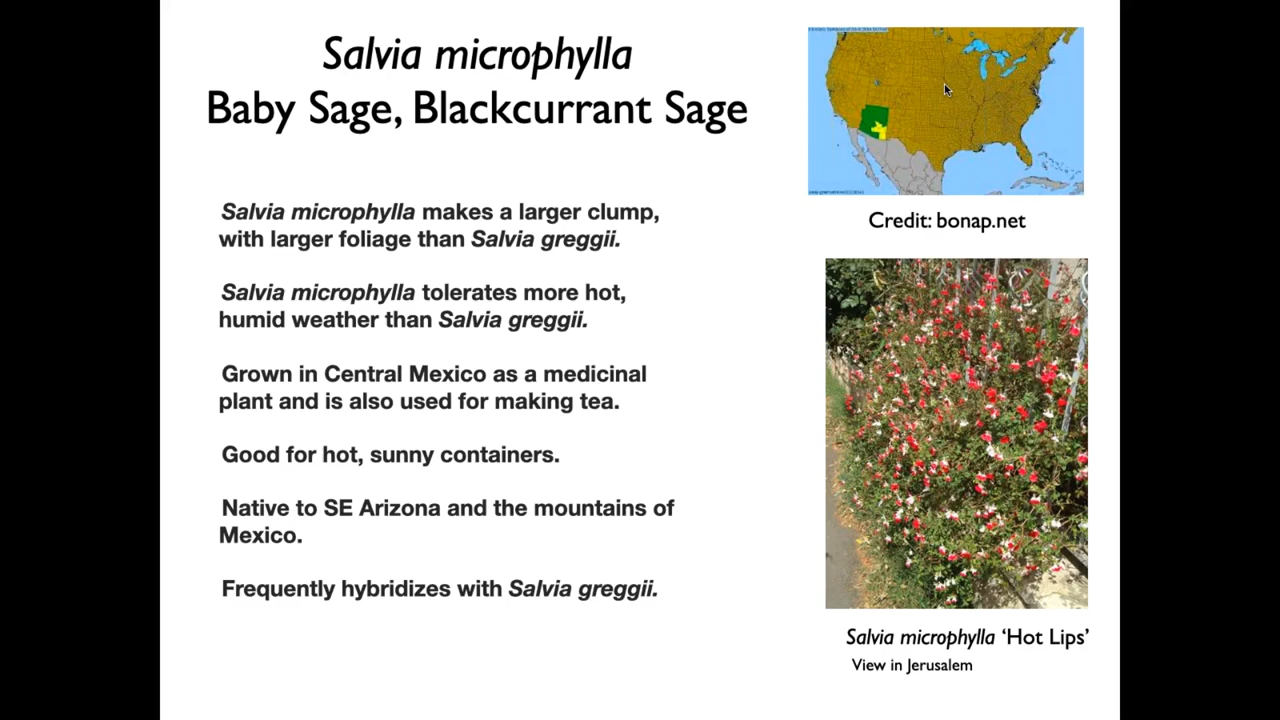 Salvia microphylla
Baby Sage, Blackcurrant Sage
Salvia microphylla makes a larger clump,
with larger foliage than Salvia greggii.
Salvia microphylla tolerates more hot,
humid weather than Salvia greggii.
Grown in Central Mexico as a medicinal
plant and is also used for making tea.
Good for hot, sunny containers.
Native to SE Arizona and the mountains of
Mexico.
Frequently hybridizes with Salvia greggii.
Credit: bonap.net
Salvia microphylla ‘Hot Lips’
View in Jerusalem